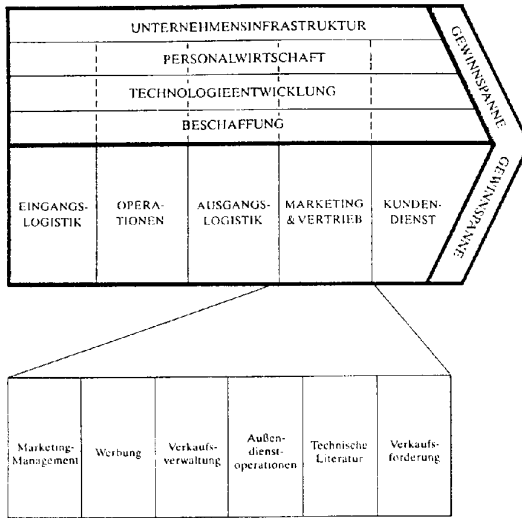 UNTERNEHMENSINFRASTRUKTUR
PERSONALWIRTSCHAFT
TECHNOLOGIEENTWICKLUNG
BESCHAFFUNG
GEWINNSPANNE
GEWINNSPANNE
EINGANGS-
LOGISTIK
OPERA-
TIONEN
AUSGANGS-
LOGISTIK
MARKETING
& VERTRIEB
KUNDEN-
DIENST
Marketing-
Management
Werbung
Verkaufs-
verwaltung
Außen-
dienst-
operationen
Technische
Literatur
Verkaufs-
förderung